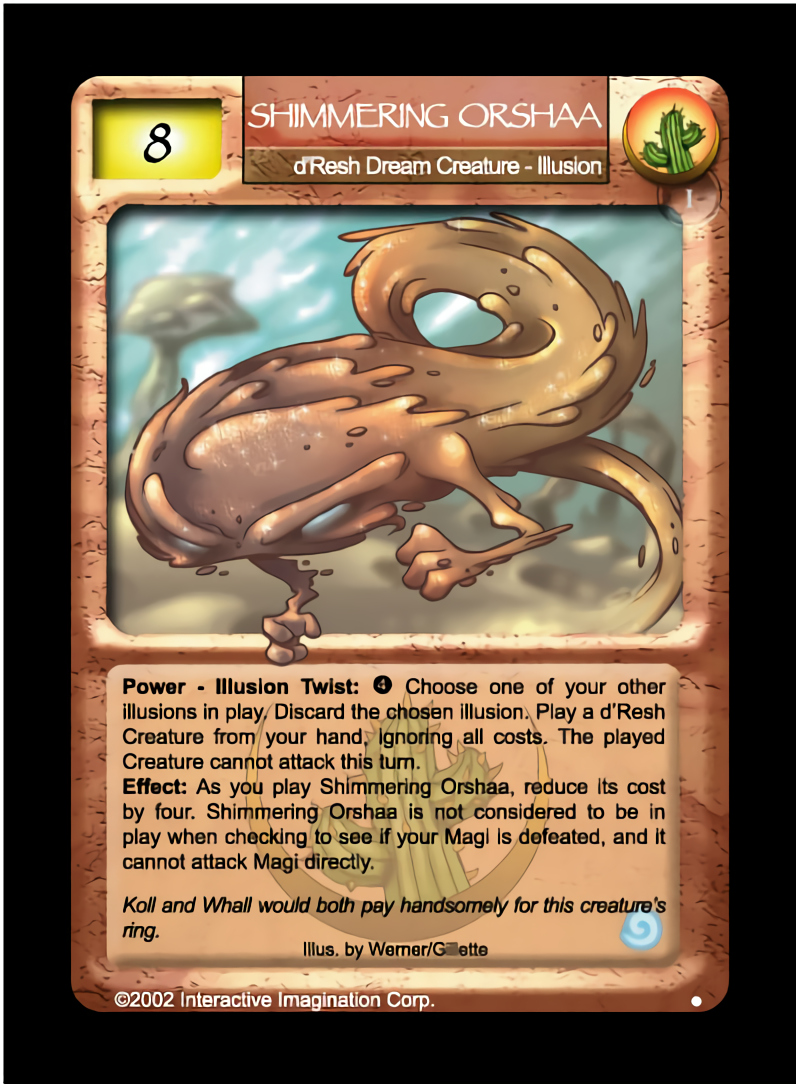 8
SHIMMERING ORSHAA
d'Resh Dream Creature - Illusion
I
Power - Illusion Twist: 4 Choose one of your other
illusions in play. Discard the chosen illusion. Play a d'Resh
Creature from your hand, ignoring all costs. The played
Creature cannot attack this turn.
Effect: As you play Shimmering Orshaa, reduce its cost
by four. Shimmering Orshaa is not considered to be in
play when checking to see if your Magi is defeated, and it
cannot attack Magi directly.
Koll and Whall would both pay handsomely for this creature's
ring.
Illus. by
©2002 Interactive Imagination Corp.